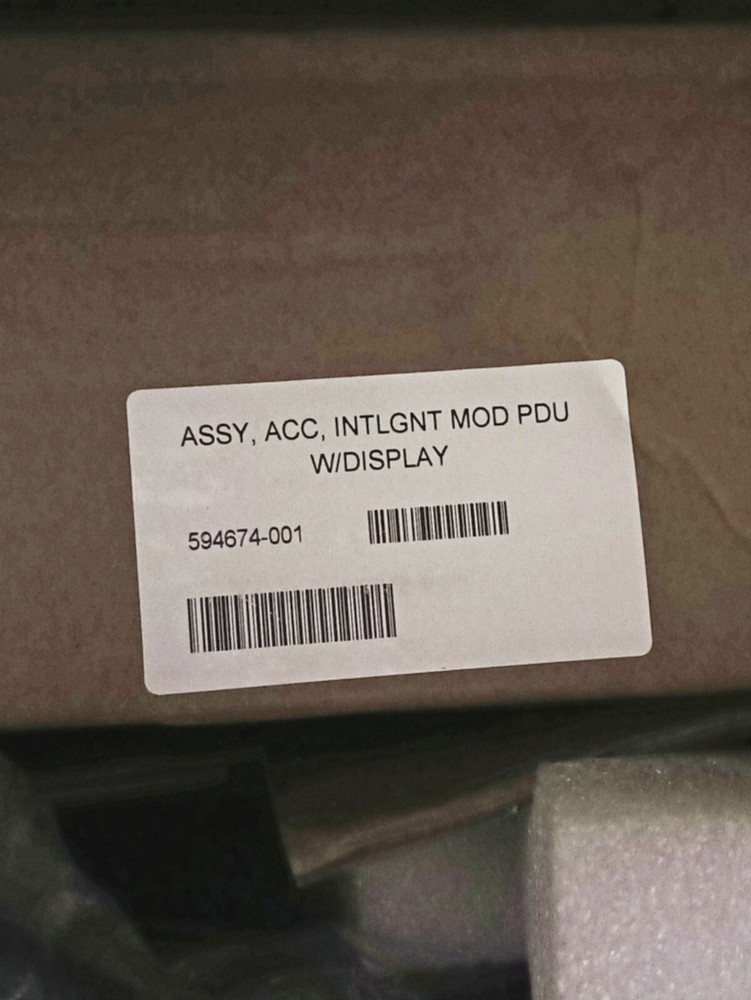 ASSY, ACC, INTLGNT MOD PDU
W/DISPLAY
594674-001